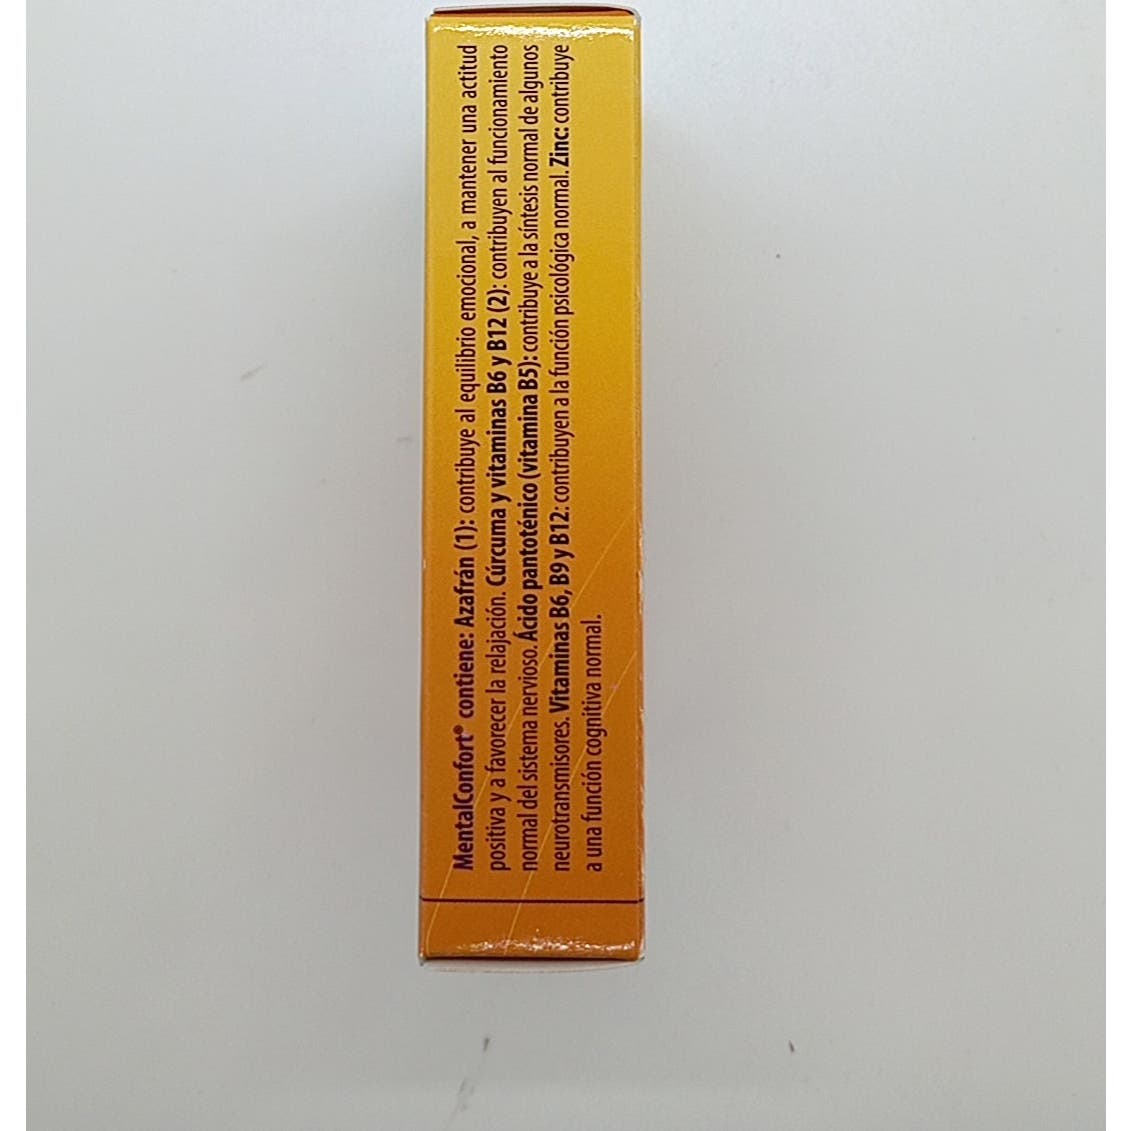 MentalConfort® contiene: Azafrán (1): contribuye al equilibrio emocional, a mantener una actitud
positiva y a favorecer la relajación. Cúrcuma y vitaminas B6 y B12 (2): contribuyen al funcionamiento
normal del sistema nervioso. Ácido pantoténico (vitamina B5): contribuye a la síntesis normal de algunos
neurotransmisores. Vitaminas B6, B9 y B12: contribuyen a la función psicológica normal. Zinc: contribuye
a una función cognitiva normal.